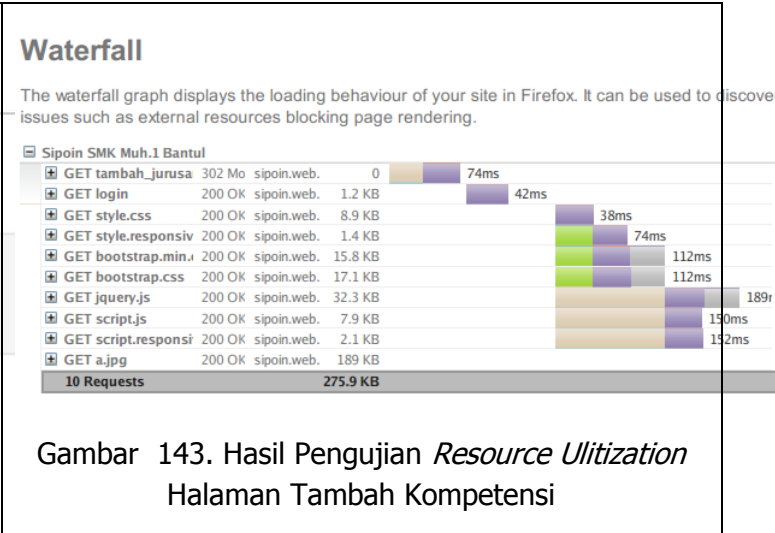 Waterfall
The waterfall graph displays the loading behaviour of your site in Firefox. It can be used to discove
issues such as external resources blocking page rendering.
Sipoin SMK Muh.1 Bantul
GET tambah_jurusa 302 Mo sipoin.web. 0 74ms
GET login 200 OK sipoin.web. 1.2 KB 42ms
GET style.css 200 OK sipoin.web. 8.9 KB 38ms
GET style.responsiv 200 OK sipoin.web. 1.4 KB 74ms
GET bootstrap.min.c 200 OK sipoin.web. 15.8 KB 112ms
GET bootstrap.css 200 OK sipoin.web. 17.1 KB 112ms
GET jquery.js 200 OK sipoin.web. 32.3 KB 189r
GET script.js 200 OK sipoin.web. 7.9 KB 150ms
GET script.responsi 200 OK sipoin.web. 2.1 KB 152ms
GET a.jpg 200 OK sipoin.web. 189 KB
10 Requests 275.9 KB
Gambar 143. Hasil Pengujian Resource Ulitization
Halaman Tambah Kompetensi